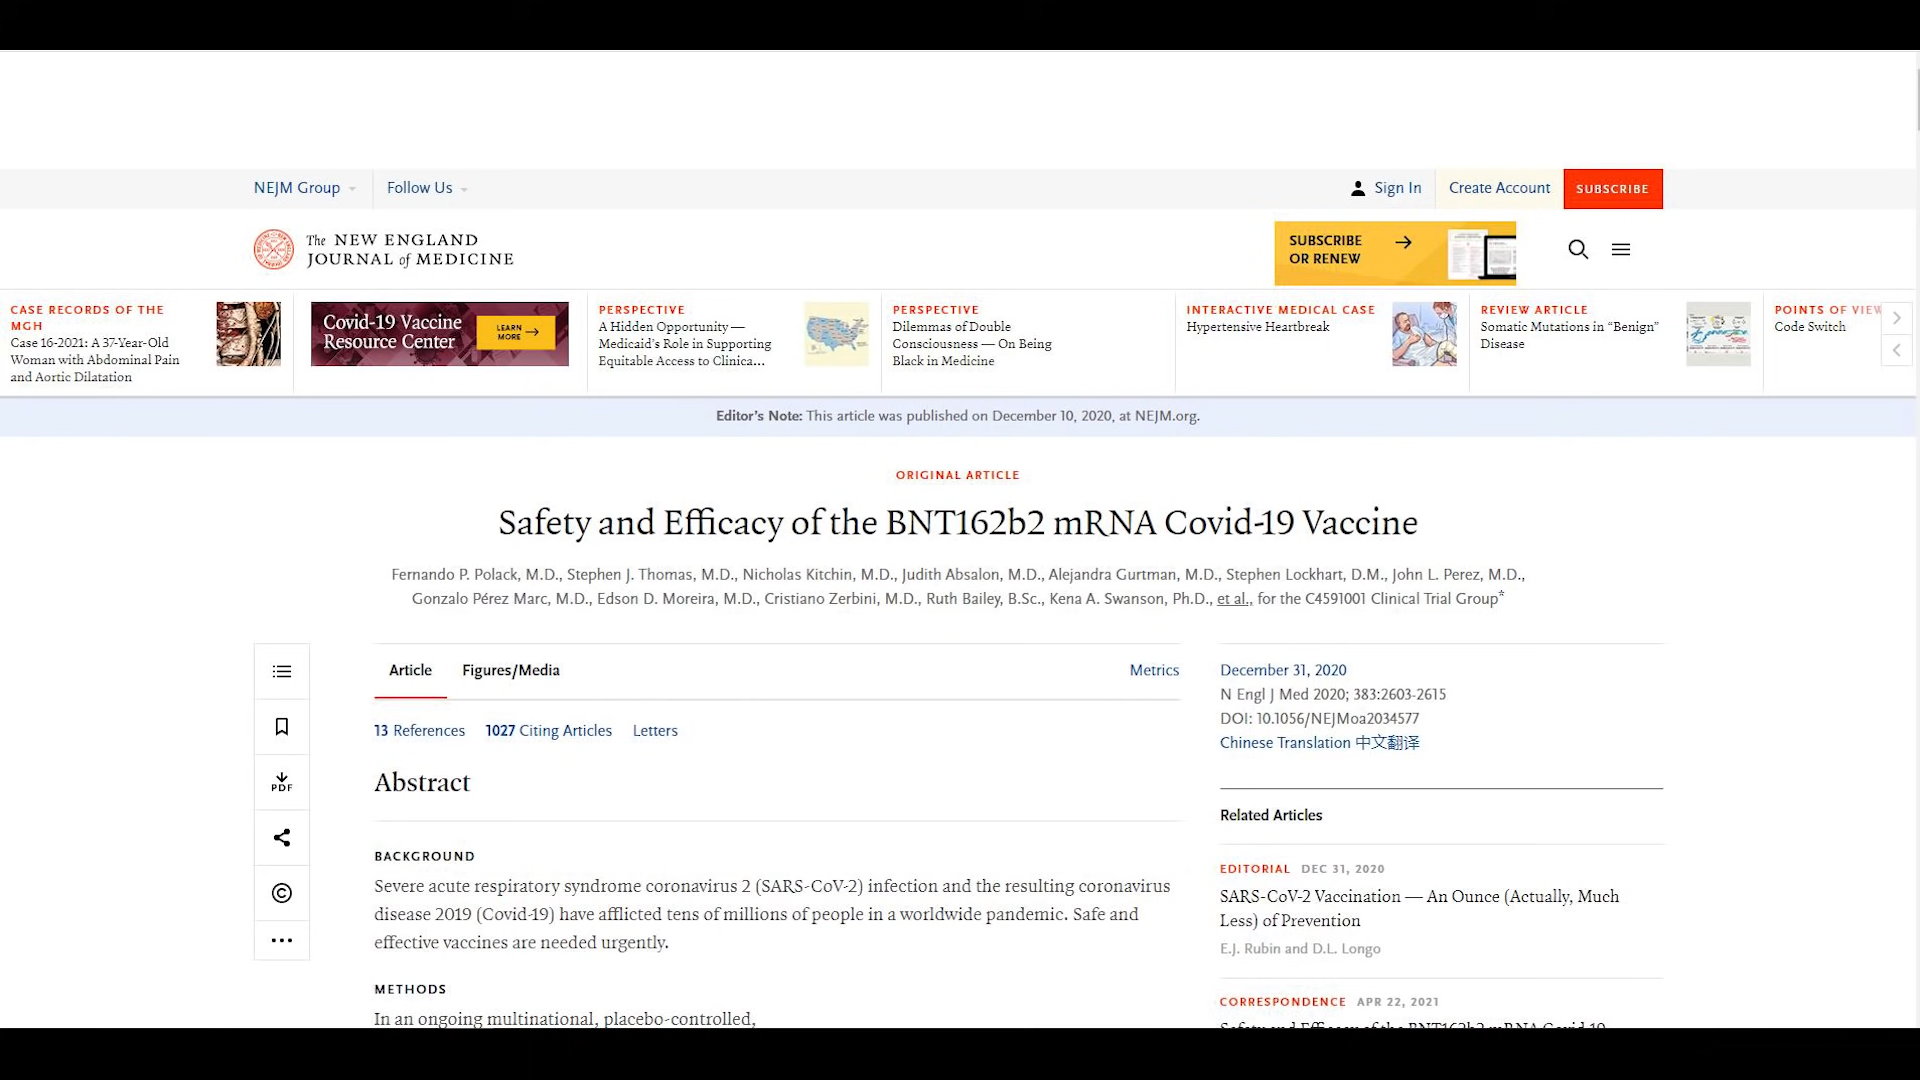 NEJM Group
Follow Us
Sign In
Create Account
SUBSCRIBE
The NEW ENGLAND
JOURNAL of MEDICINE
SUBSCRIBE
OR RENEW
CASE RECORDS OF THE
MGH
Case 16-2021: A 37-Year-Old
Woman with Abdominal Pain
and Aortic Dilatation
Covid-19 Vaccine
Resource Center
LEARN
MORE
PERSPECTIVE
A Hidden Opportunity —
Medicaid's Role in Supporting
Equitable Access to Clinica...
PERSPECTIVE
Dilemmas of Double
Consciousness — On Being
Black in Medicine
INTERACTIVE MEDICAL CASE
Hypertensive Heartbreak
REVIEW ARTICLE
Somatic Mutations in “Benign”
Disease
POINTS OF VIEW
Code Switch
Editor's Note: This article was published on December 10, 2020, at NEJM.org.
ORIGINAL ARTICLE
Safety and Efficacy of the BNT162b2 mRNA Covid-19 Vaccine
Fernando P. Polack, M.D., Stephen J. Thomas, M.D., Nicholas Kitchin, M.D., Judith Absalon, M.D., Alejandra Gurtman, M.D., Stephen Lockhart, D.M., John L. Perez, M.D.,
Gonzalo Pérez Marc, M.D., Edson D. Moreira, M.D., Cristiano Zerbini, M.D., Ruth Bailey, B.Sc., Kena A. Swanson, Ph.D., et al., for the C4591001 Clinical Trial Group*
Article
Figures/Media
Metrics
13 References
1027 Citing Articles
Letters
PDF
Abstract
BACKGROUND
Severe acute respiratory syndrome coronavirus 2 (SARS-CoV-2) infection and the resulting coronavirus
disease 2019 (Covid-19) have afflicted tens of millions of people in a worldwide pandemic. Safe and
effective vaccines are needed urgently.
METHODS
In an ongoing multinational, placebo-controlled,
December 31, 2020
N Engl J Med 2020; 383:2603-2615
DOI: 10.1056/NEJMoa2034577
Chinese Translation 中文翻译
Related Articles
EDITORIAL DEC 31, 2020
SARS-CoV-2 Vaccination — An Ounce (Actually, Much
Less) of Prevention
E.J. Rubin and D.L. Longo
CORRESPONDENCE APR 22, 2021
Safety and Efficacy of the BNT162b2 mRNA Covid-19